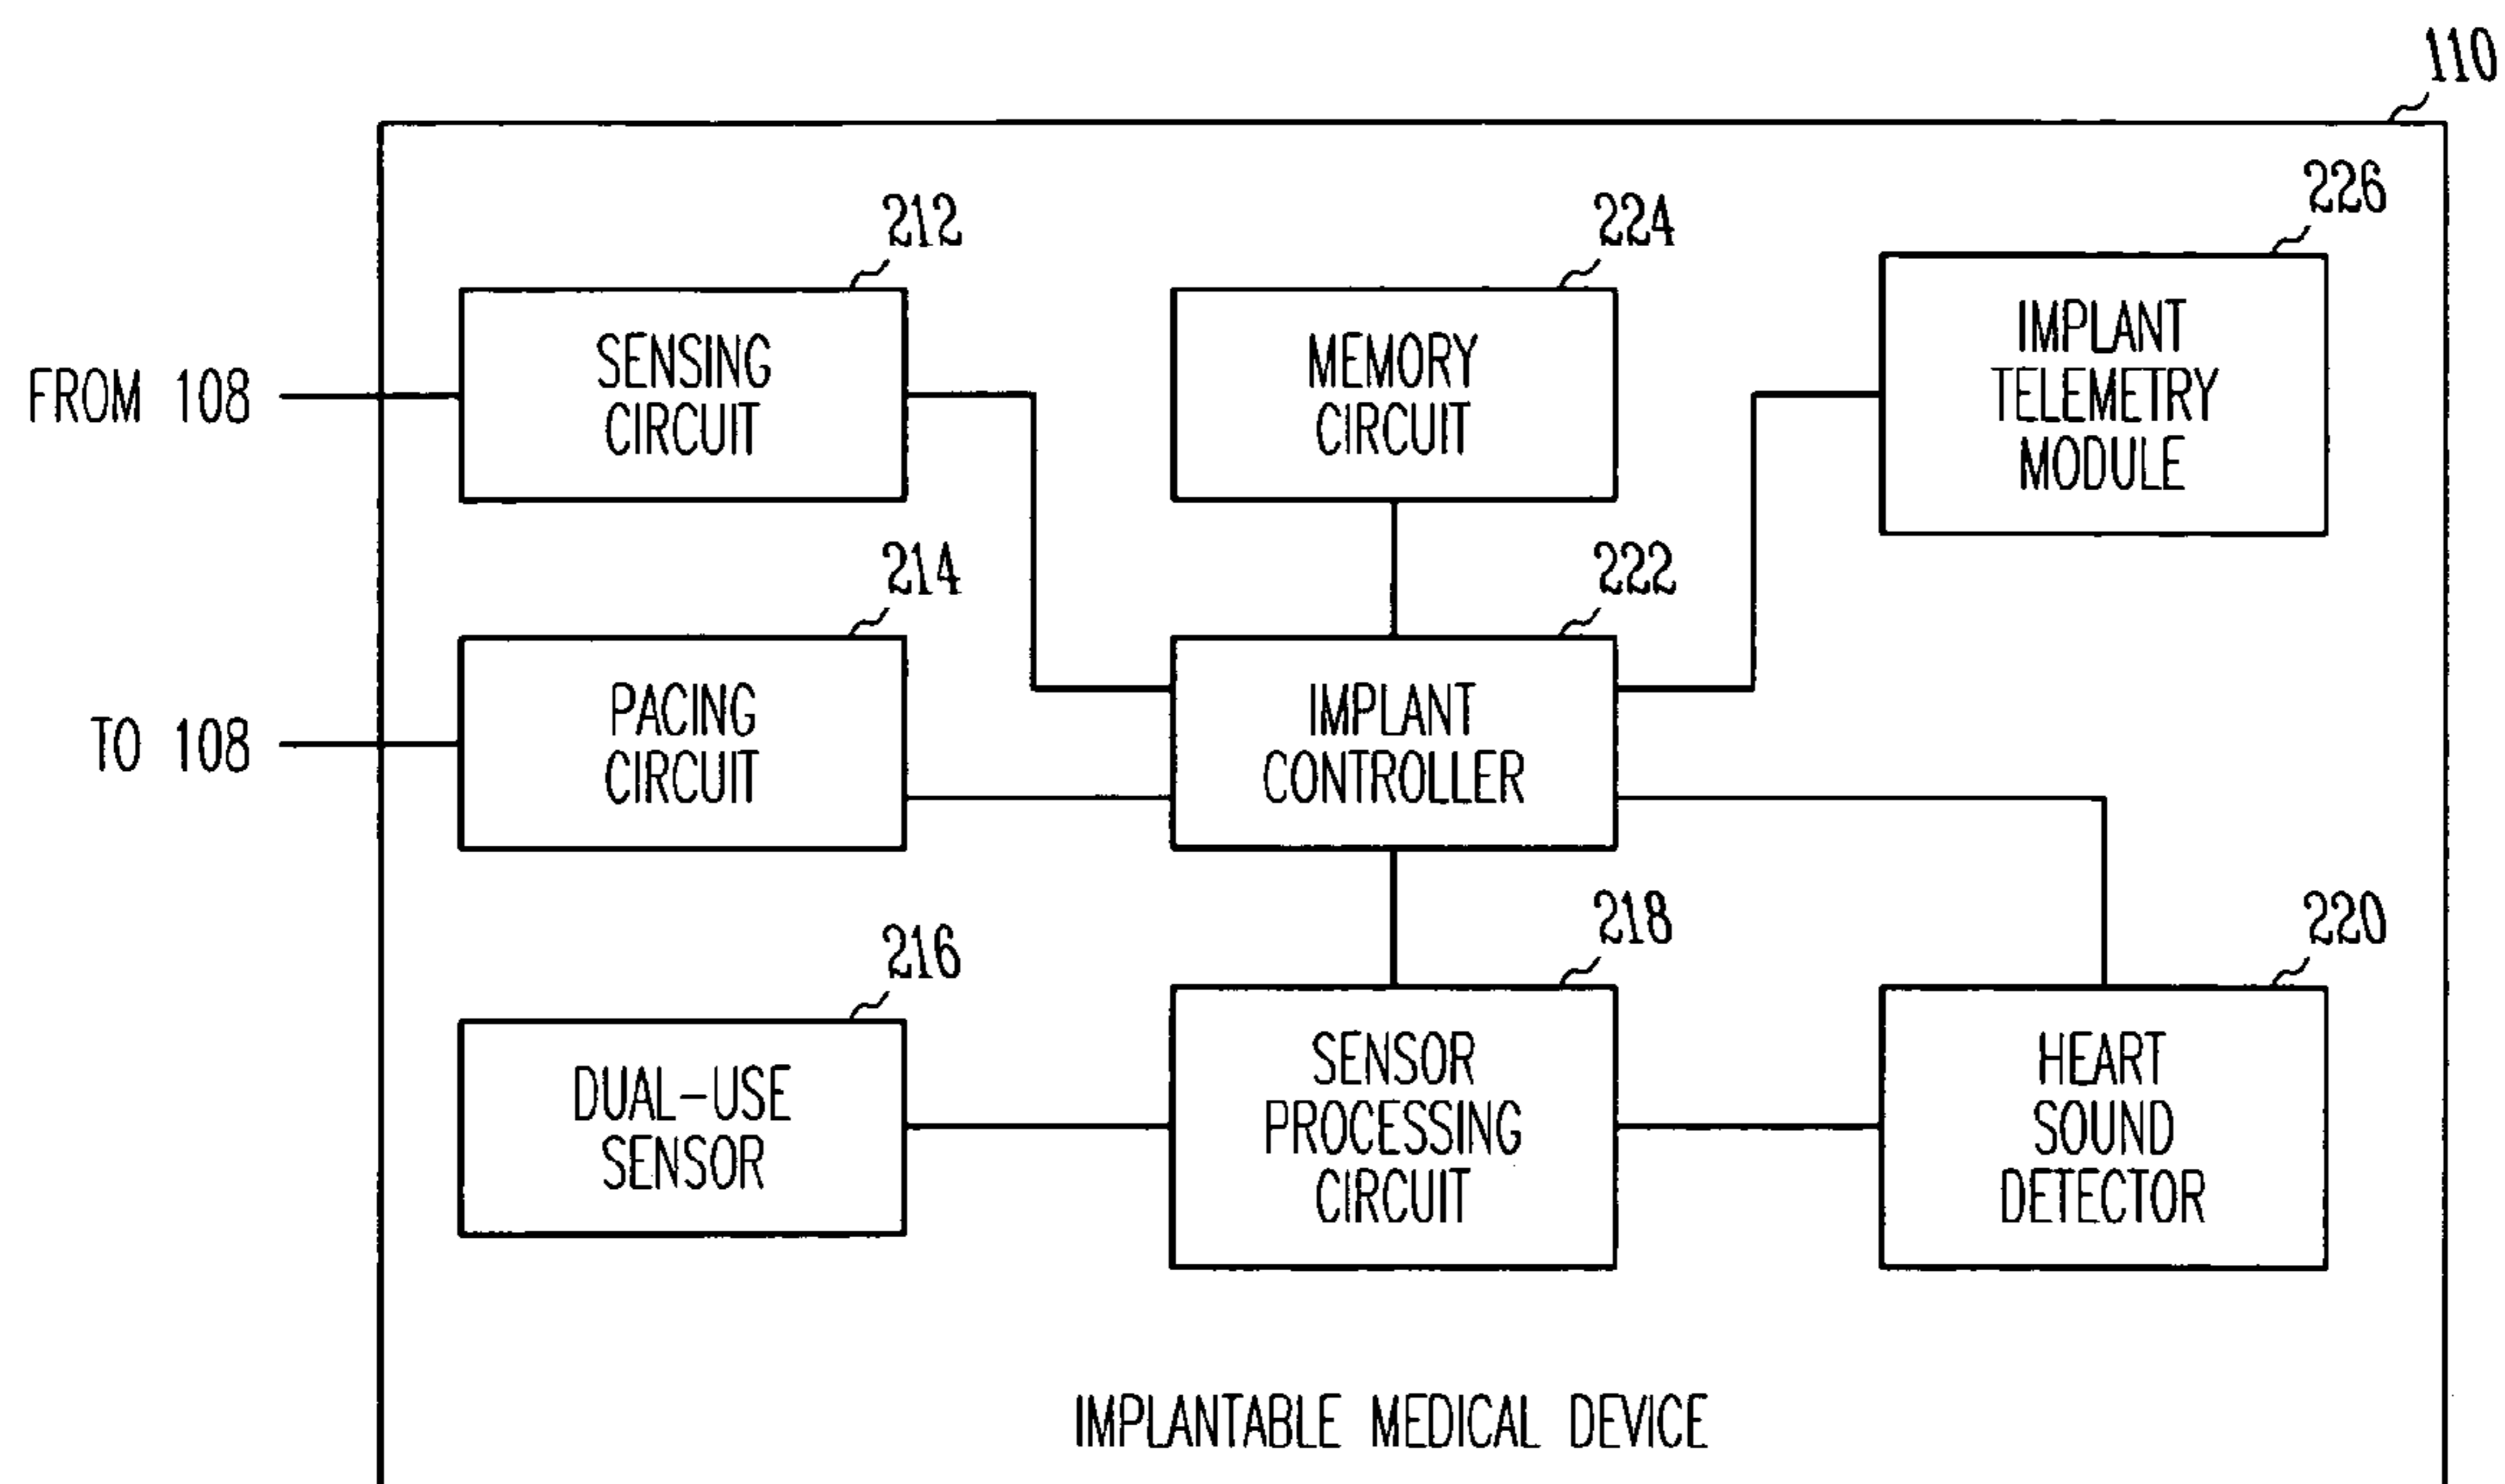 110
212
224
226
SENSING
CIRCUIT
MEMORY
CIRCUIT
IMPLANT
TELEMETRY
MODULE
FROM 108
214
222
PACING
CIRCUIT
IMPLANT
CONTROLLER
TO 108
216
218
220
DUAL-USE
SENSOR
SENSOR
PROCESSING
CIRCUIT
HEART
SOUND
DETECTOR
IMPLANTABLE MEDICAL DEVICE